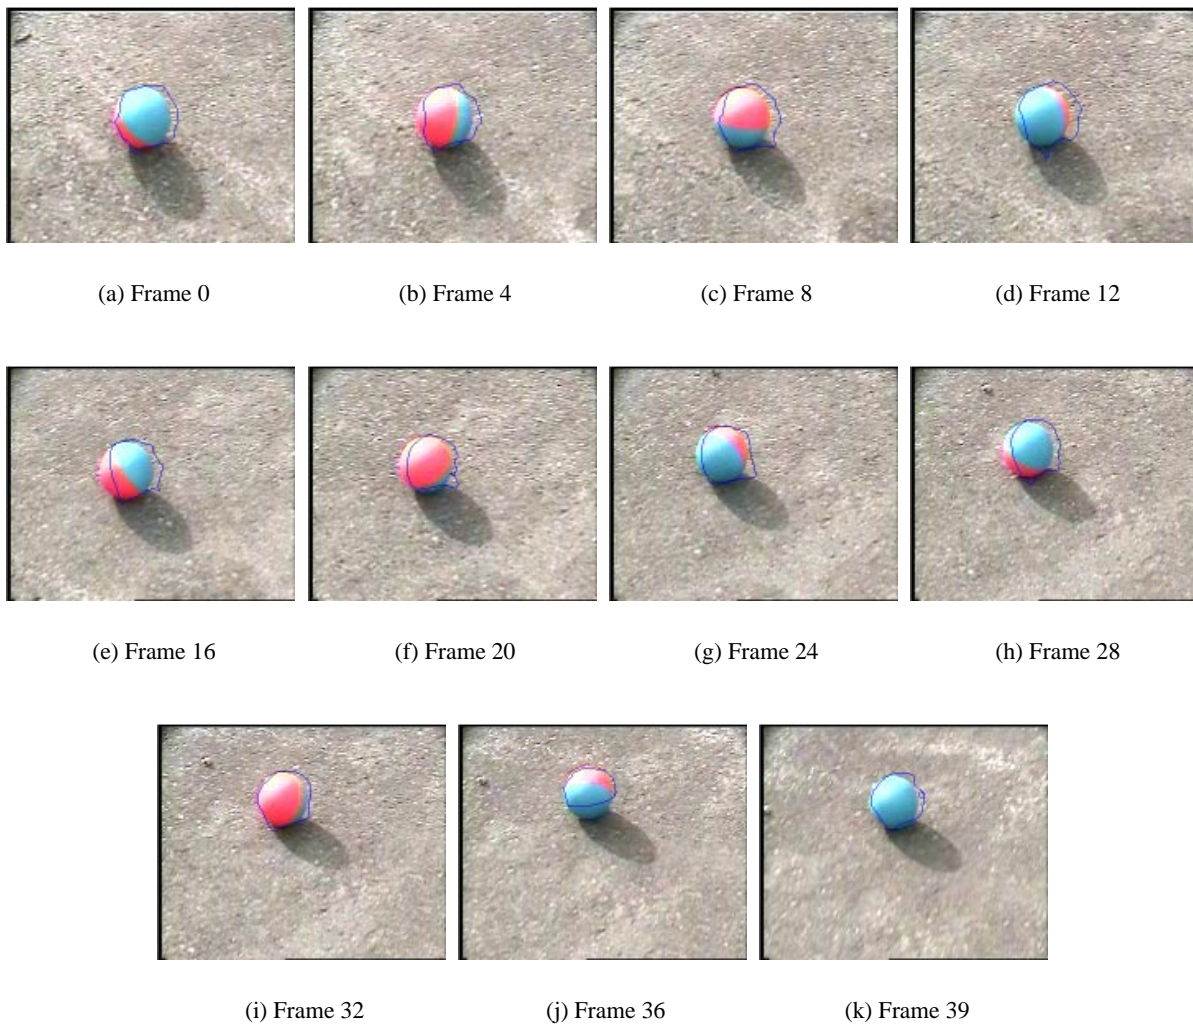 (a) Frame 0
(b) Frame 4
(c) Frame 8
(d) Frame 12
(e) Frame 16
(f) Frame 20
(g) Frame 24
(h) Frame 28
(i) Frame 32
(j) Frame 36
(k) Frame 39